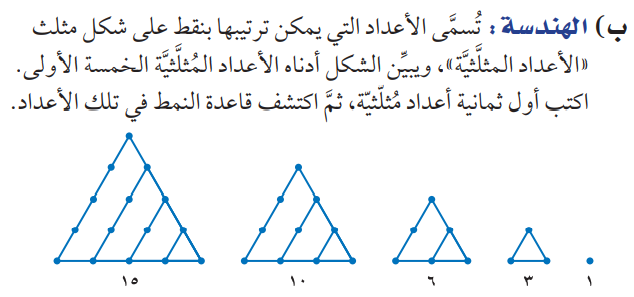 ب) الهندسة: تُسمَّى الأعداد التي يمكن ترتيبها بنقط على شكل مثلث
«الأعداد المثلَّثيَّة»، ويبيِّن الشكل أدناه الأعداد المُثلَّثيَّة الخمسة الأولى.
اكتب أول ثمانية أعداد مُثلّثيّة، ثمَّ اكتشف قاعدة النمط في تلك الأعداد.
١ ٣ ٦ ١٠ ١٥